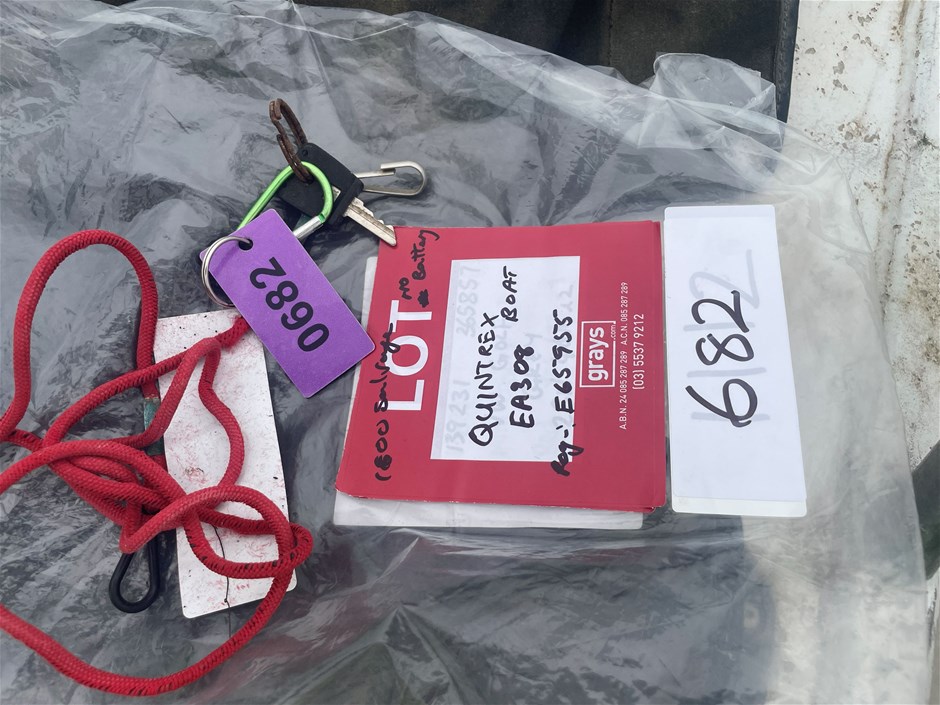 0682
1800 Salvage
LOT
NO
Battery
QUINTREX
BOAT
EA308
Reg-: E65955
grays
.com
A.B.N. 24 085 287 289 A.C.N. 085 287 289
(03) 5537 9212
682